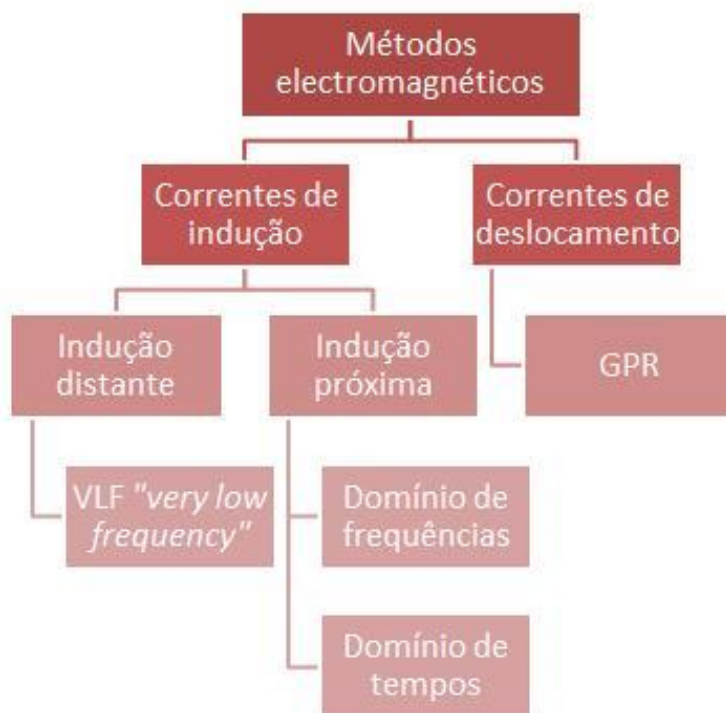 Métodos
electromagnéticos
Correntes de
indução
Correntes de
deslocamento
Indução
distante
Indução
próxima
GPR
VLF "very low
frequency"
Domínio de
frequências
Domínio de
tempos